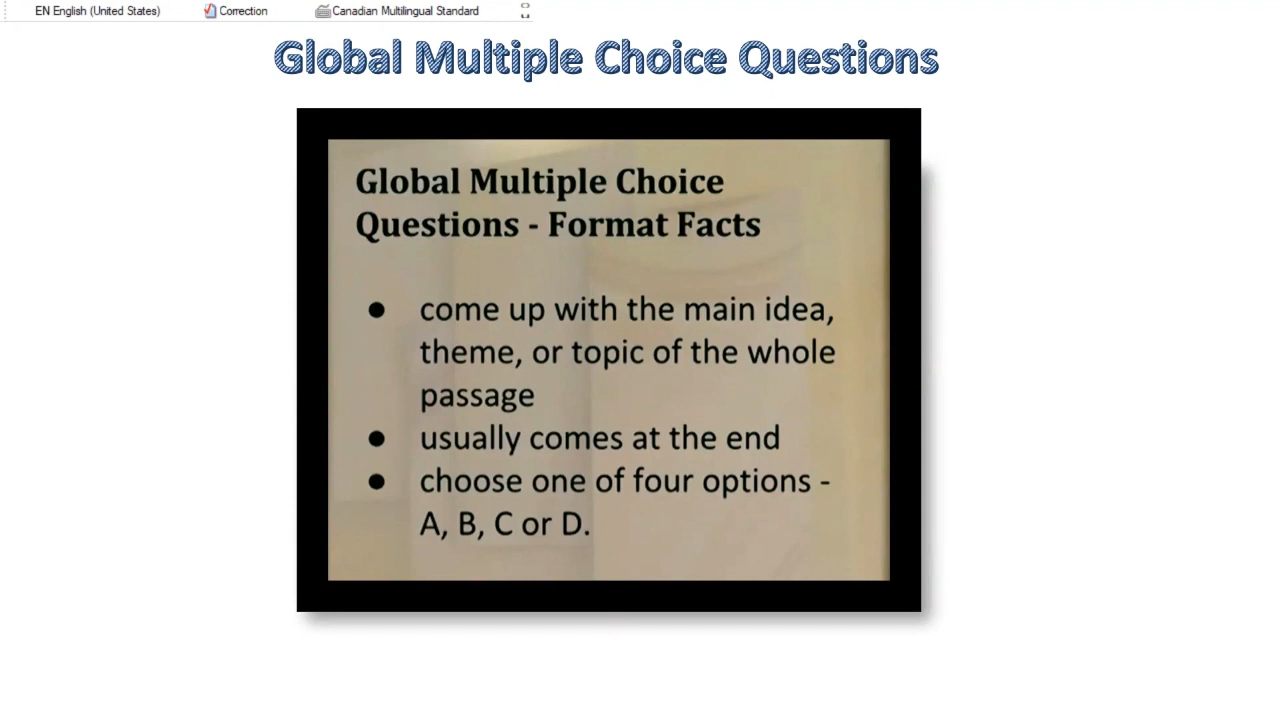 EN English (United States) Correction Canadian Multilingual Standard
Global Multiple Choice Questions
Global Multiple Choice
Questions - Format Facts
● come up with the main idea,
theme, or topic of the whole
passage
● usually comes at the end
● choose one of four options -
A, B, C or D.